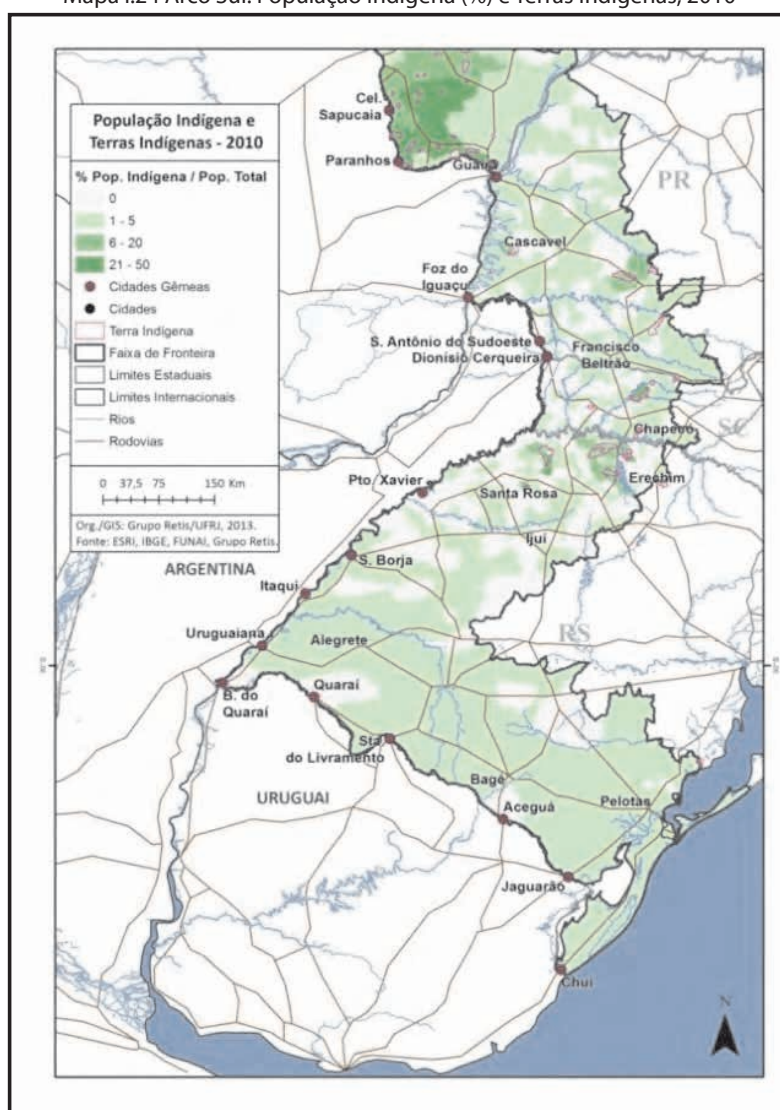 Mapa I.24 Arco Sul: População Indígena (%) e Terras Indígenas, 2010
População Indígena e
Terras Indígenas - 2010
% Pop. Indígena / Pop. Total
0
1 - 5
6 - 20
21 - 50
Cidades Gêmeas
Cidades
Terra Indígena
Faixa de Fronteira
Limites Estaduais
Limites Internacionais
Rios
Rodovias
0 37,5 75 150 Km
Org./GIS: Grupo Retis/UFRJ, 2013.
Fonte: ESRI, IBGE, FUNAI, Grupo Retis.
Cel.
Sapucaia
Paranhos
Guaíra
PR
Cascavel
Foz do
Iguaçu
S. Antônio do Sudoeste
Dionísio Cerqueira
Francisco
Beltrão
SC
Chapecó
Erechim
Pto. Xavier
Santa Rosa
Ijuí
S. Borja
ARGENTINA
Itaqui
RS
Uruguaiana
Alegrete
B. do
Quaraí
Quaraí
Sta
do Livramento
Bagé
URUGUAI
Aceguá
Pelotas
Jaguarão
Chuí
N